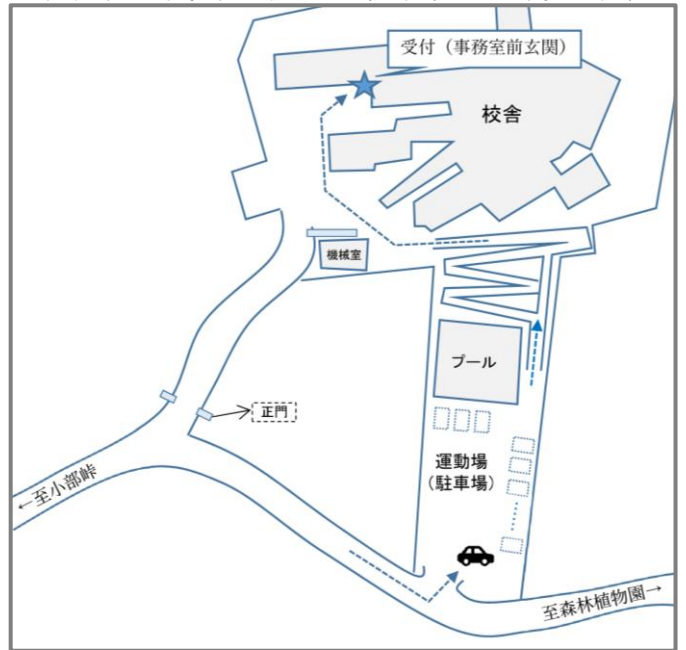 受付（事務室前玄関）
校舎
機械室
プール
正門
運動場
（駐車場）
←至小部峠
至森林植物園→